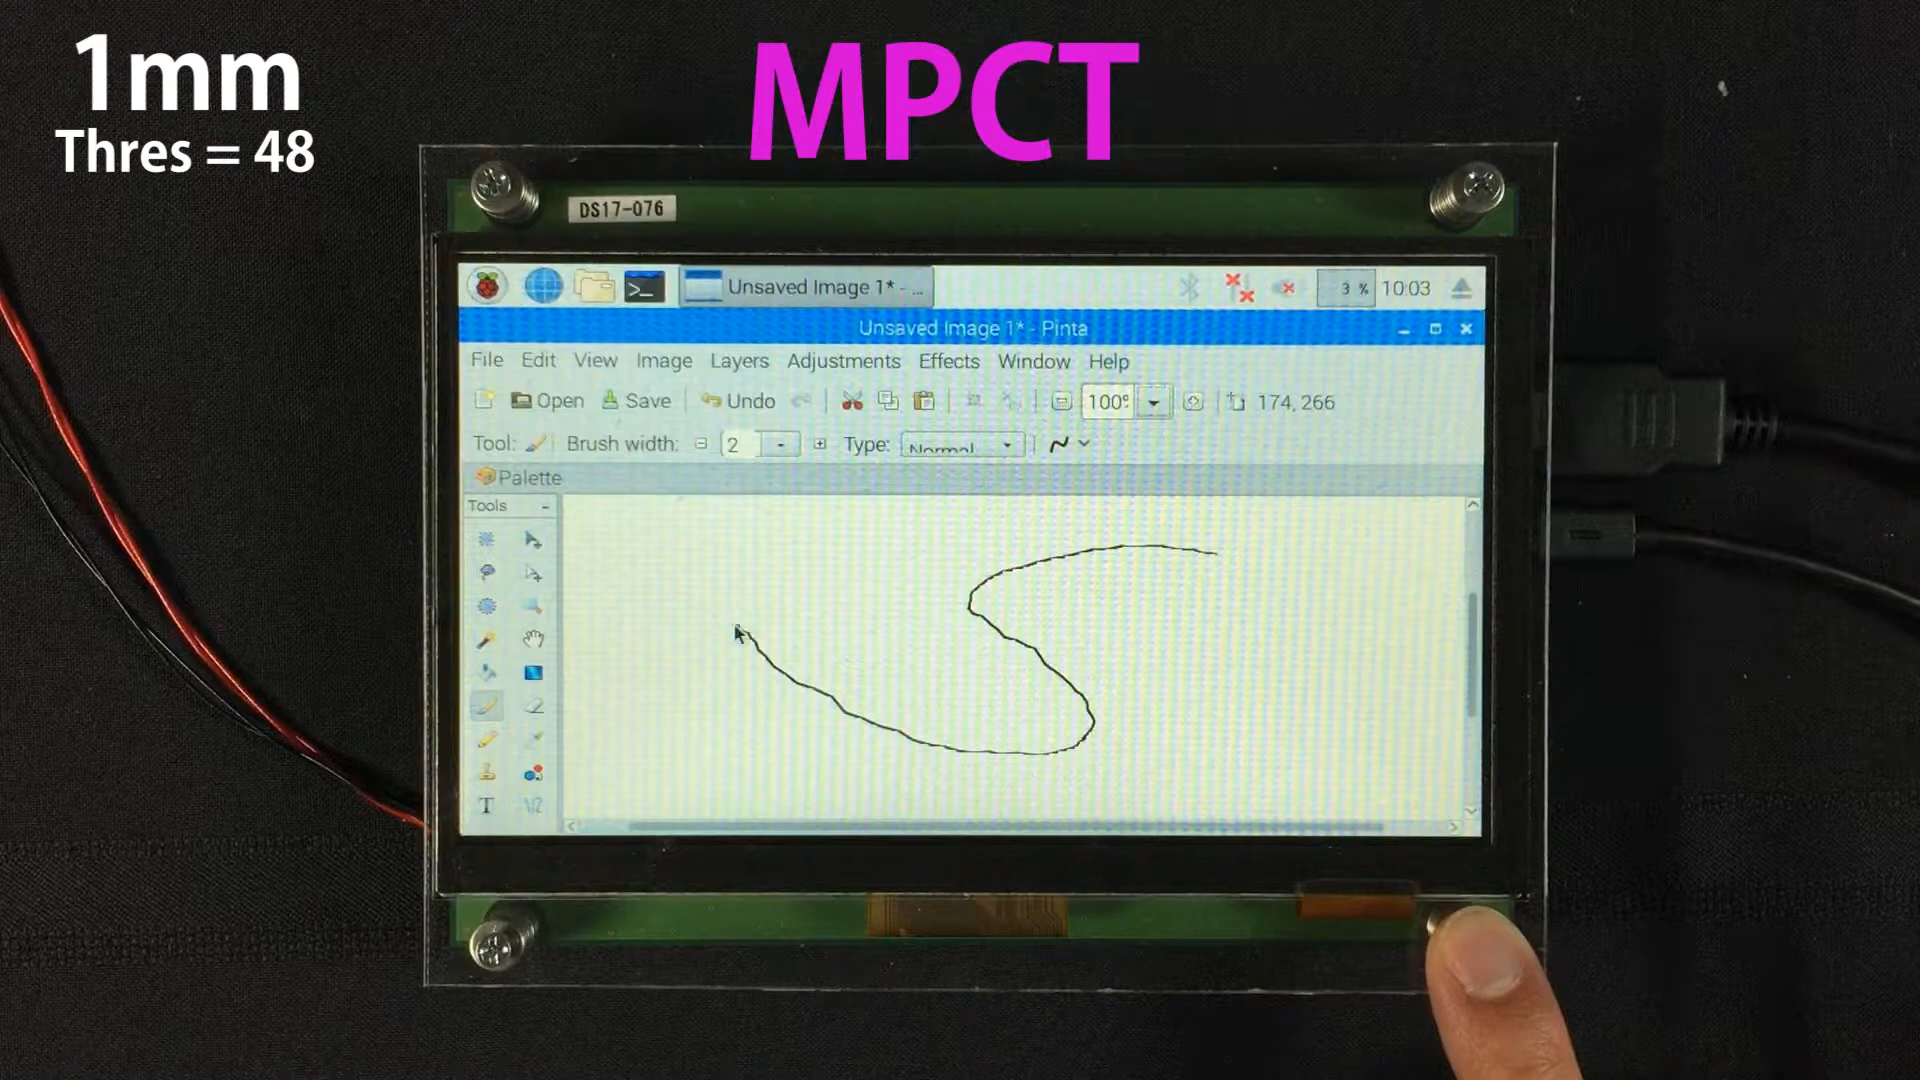 1mm
Thres = 48
MPCT
DS17-076
>_
Unsaved Image 1* - ...
3 %
10:03
Unsaved Image 1* - Pinta
File Edit View Image Layers Adjustments Effects Window Help
Open Save Undo 100% 174, 266
Tool: Brush width: 2 Type: Normal
Palette
Tools
T